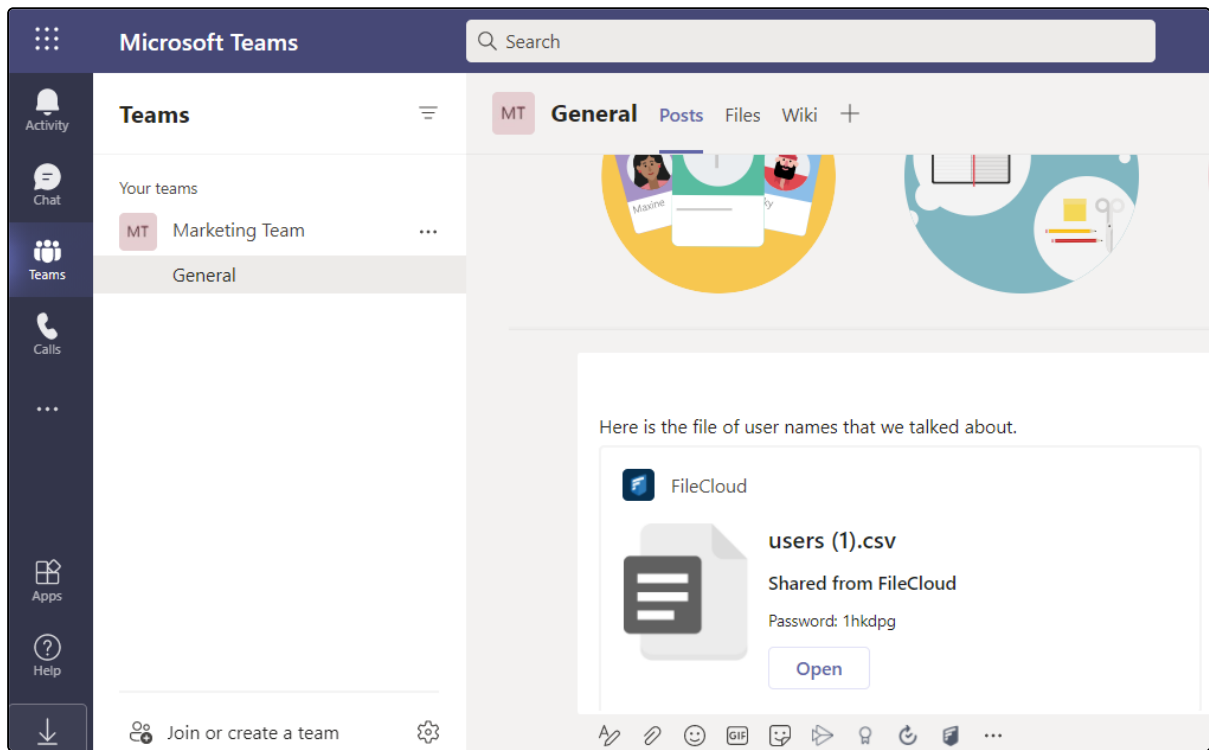 Microsoft Teams
Search
Activity
Chat
Teams
Calls
Apps
Help
Teams
Your teams
MT Marketing Team
General
Join or create a team
MT General Posts Files Wiki
Maxine
ky
Here is the file of user names that we talked about.
FileCloud
users (1).csv
Shared from FileCloud
Password: 1hkdpg
Open
GIF